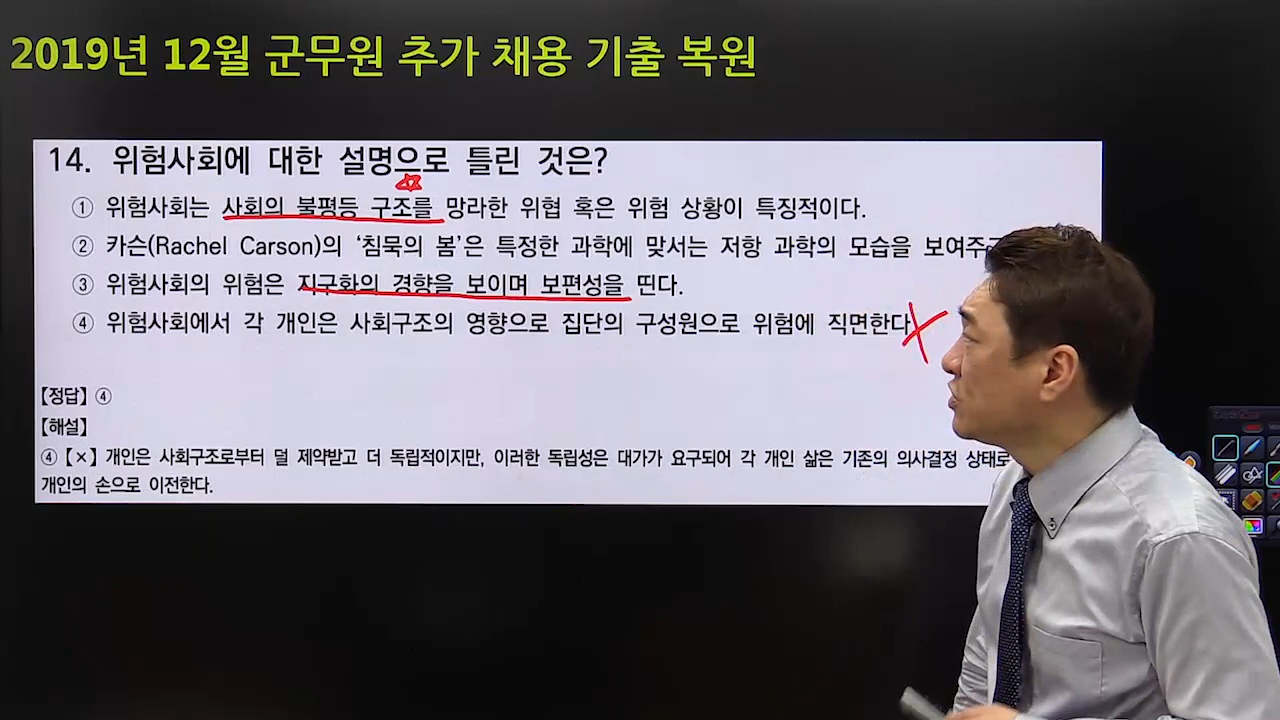 2019년 12월 군무원 추가 채용 기출 복원
14. 위험사회에 대한 설명으로 틀린 것은?
① 위험사회는 사회의 불평등 구조를 망라한 위협 혹은 위험 상황이 특징적이다.
② 카슨(Rachel Carson)의 '침묵의 봄'은 특정한 과학에 맞서는 저항 과학의 모습을
③ 위험사회의 위험은 지구화의 경향을 보이며 보편성을 띤다.
④ 위험사회에서 각 개인은 사회구조의 영향으로 집단의 구성원으로 위험에 직면한다
【정답】 ④
【해설】
④【×】개인은 사회구조로부터 덜 제약받고 더 독립적이지만, 이러한 독립성은 대가가 요구되어 각 개인 삶은 기존의 의사결정 상태로
개인의 손으로 이전한다.